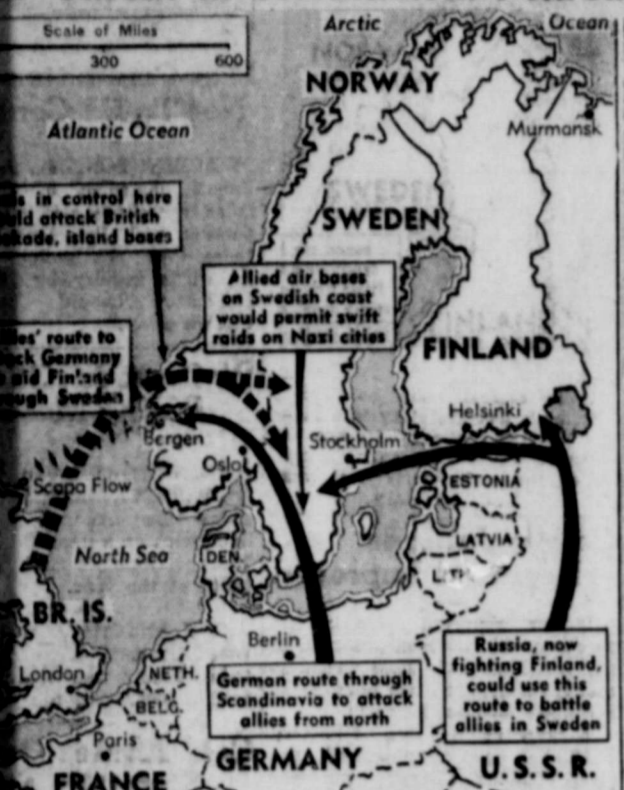 Scale of Miles
300 600
Arctic Ocean
NORWAY
Murmansk
Atlantic Ocean
in control here
attack British
island bases
SWEDEN
Allied air bases
on Swedish coast
would permit swift
raids on Nazi cities
route to
Germany
aid Finland
Sweden
FINLAND
Helsinki
Bergen
Stockholm
Oslo
Scapa Flow
ESTONIA
LATVIA
LITH.
North Sea
DEN.
BR. IS.
Berlin
London
NETH.
German route through
Scandinavia to attack
allies from north
Russia, now
fighting Finland,
could use this
route to battle
allies in Sweden
BELG.
Paris
GERMANY
U.S.S.R.
FRANCE